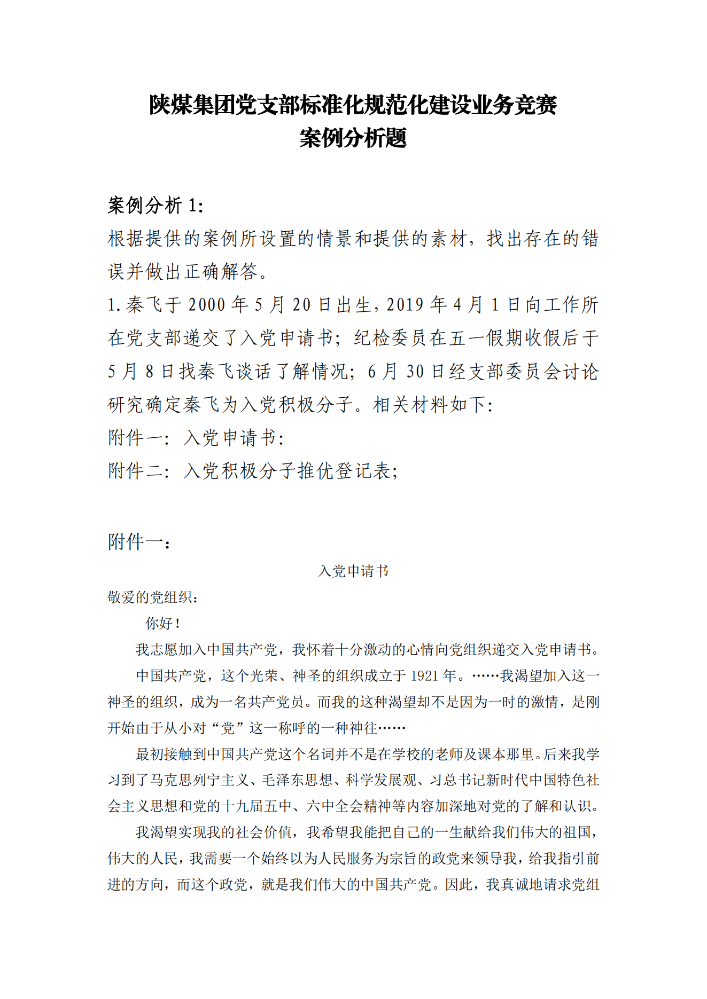 陕煤集团党支部标准化规范化建设业务竞赛
案例分析题
案例分析 1：
根据提供的案例所设置的情景和提供的素材，找出存在的错
误并做出正确解答。
1.秦飞于 2000 年 5 月 20 日出生，2019 年 4 月 1 日向工作所
在党支部递交了入党申请书；纪检委员在五一假期收假后于
5 月 8 日找秦飞谈话了解情况；6 月 30 日经支部委员会讨论
研究确定秦飞为入党积极分子。相关材料如下：
附件一：入党申请书：
附件二：入党积极分子推优登记表；
附件一：
入党申请书
敬爱的党组织：
你好！
我志愿加入中国共产党，我怀着十分激动的心情向党组织递交入党申请书。
中国共产党，这个光荣、神圣的组织成立于 1921 年。……我渴望加入这一
神圣的组织，成为一名共产党员。而我的这种渴望却不是因为一时的激情，是刚
开始由于从小对“党”这一称呼的一种神往……
最初接触到中国共产党这个名词并不是在学校的老师及课本那里。后来我学
习到了马克思列宁主义、毛泽东思想、科学发展观、习总书记新时代中国特色社
会主义思想和党的十九届五中、六中全会精神等内容加深地对党的了解和认识。
我渴望实现我的社会价值，我希望我能把自己的一生献给我们伟大的祖国，
伟大的人民，我需要一个始终以为人民服务为宗旨的政党来领导我，给我指引前
进的方向，而这个政党，就是我们伟大的中国共产党。因此，我真诚地请求党组